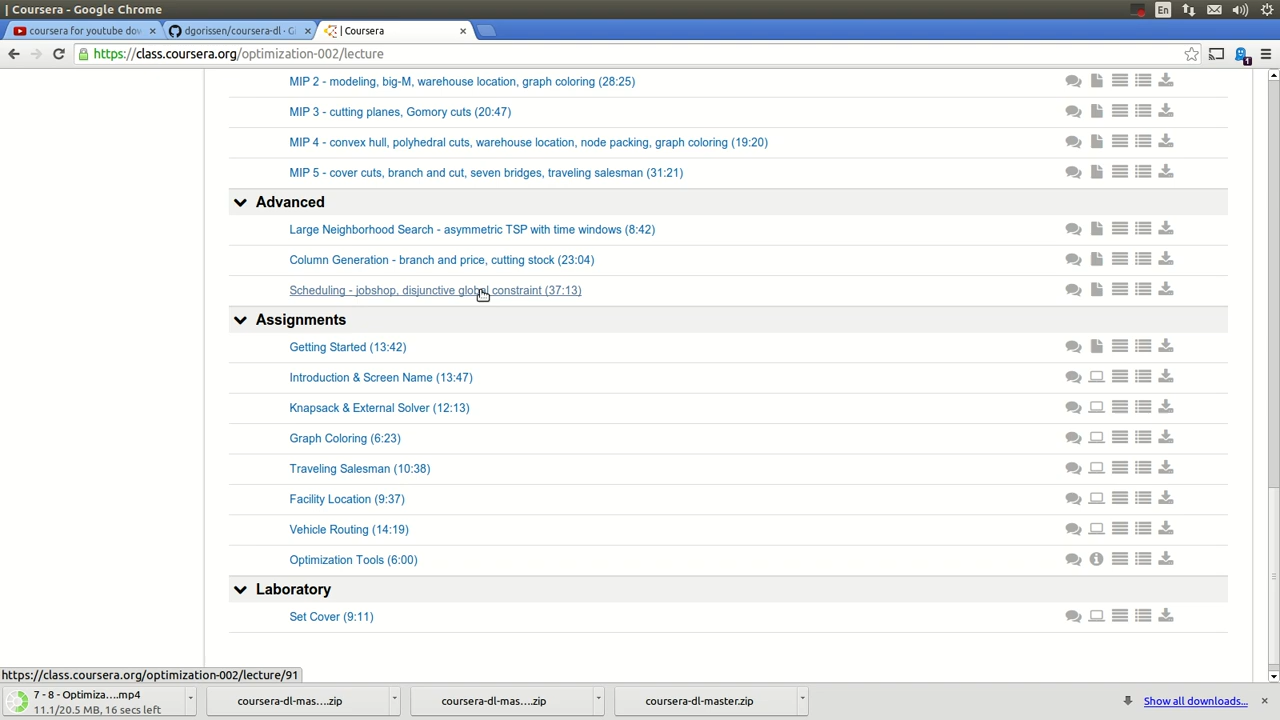 | Coursera - Google Chrome
En
coursera for youtube dov
dgorissen/coursera-dl · G
| Coursera
https://class.coursera.org/optimization-002/lecture
1
MIP 2 - modeling, big-M, warehouse location, graph coloring (28:25)
MIP 3 - cutting planes, Gomory cuts (20:47)
MIP 4 - convex hull, polyhedral cuts, warehouse location, node packing, graph coloring (19:20)
MIP 5 - cover cuts, branch and cut, seven bridges, traveling salesman (31:21)
Advanced
Large Neighborhood Search - asymmetric TSP with time windows (8:42)
Column Generation - branch and price, cutting stock (23:04)
Scheduling - jobshop, disjunctive global constraint (37:13)
Assignments
Getting Started (13:42)
Introduction & Screen Name (13:47)
Knapsack & External Solver
Graph Coloring (6:23)
Traveling Salesman
Facility Location (9:37)
Vehicle Routing (14:19)
Optimization Tools (6:00)
Laboratory
Set Cover (9:11)
https://class.coursera.org/optimization-002/lecture/91
7 - 8 - Optimiza....mp4
11.1/20.5 MB, 16 secs left
coursera-dl-mas....zip
coursera-dl-mas....zip
coursera-dl-master.zip
Show all downloads...